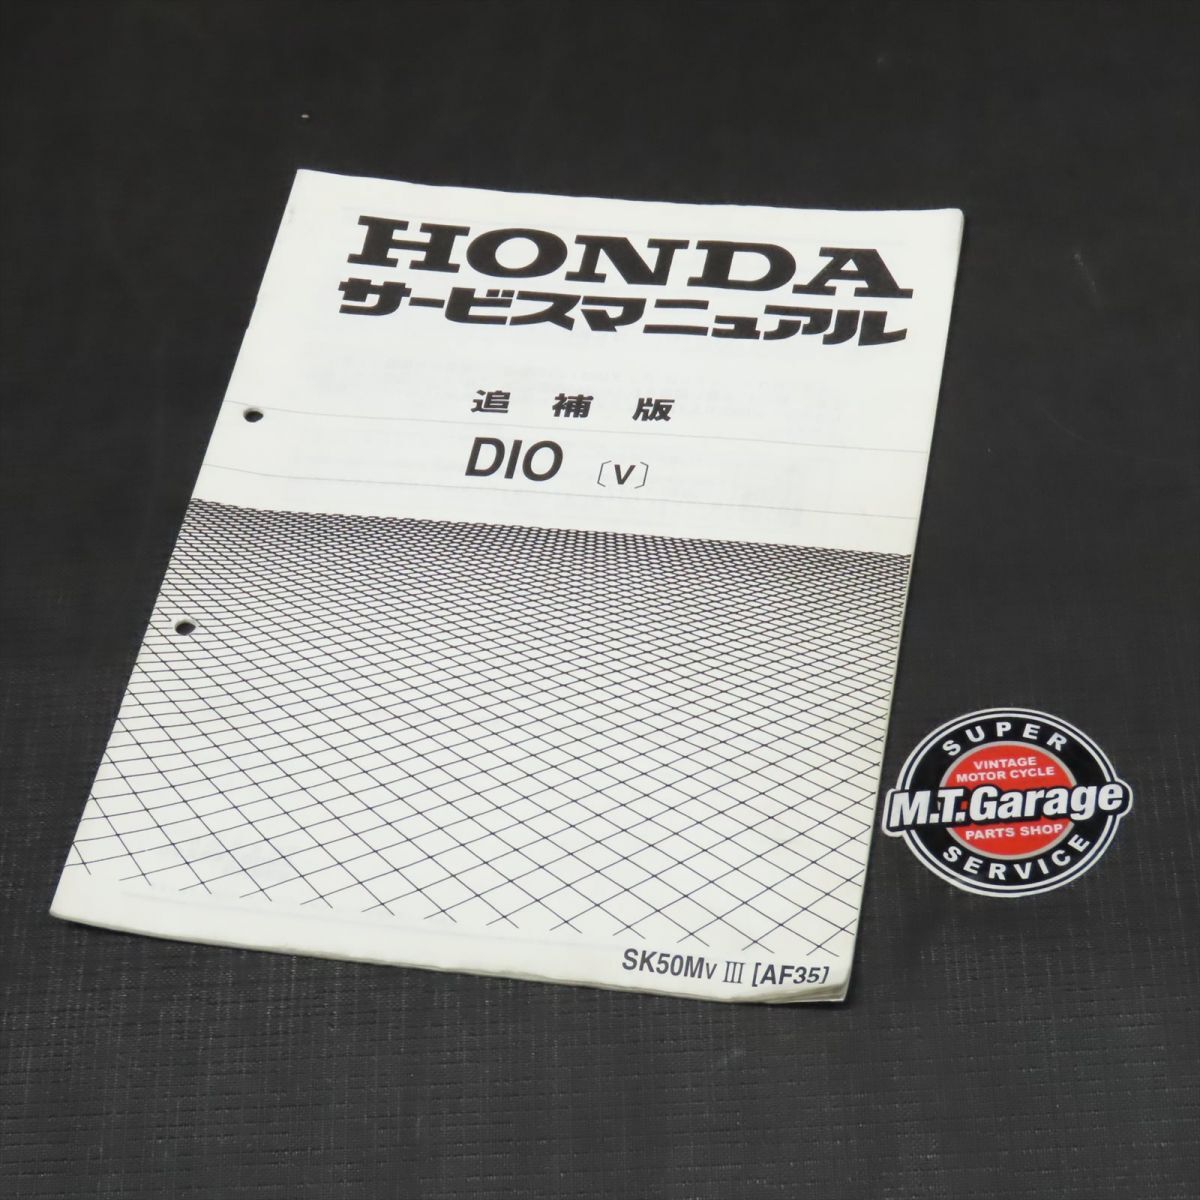 HONDA
サービスマニュアル
追補版
DIO 〔V〕
SK50MV III [AF35]
SUPER
VINTAGE
MOTOR CYCLE
M.T.Garage
PARTS SHOP
SERVICE